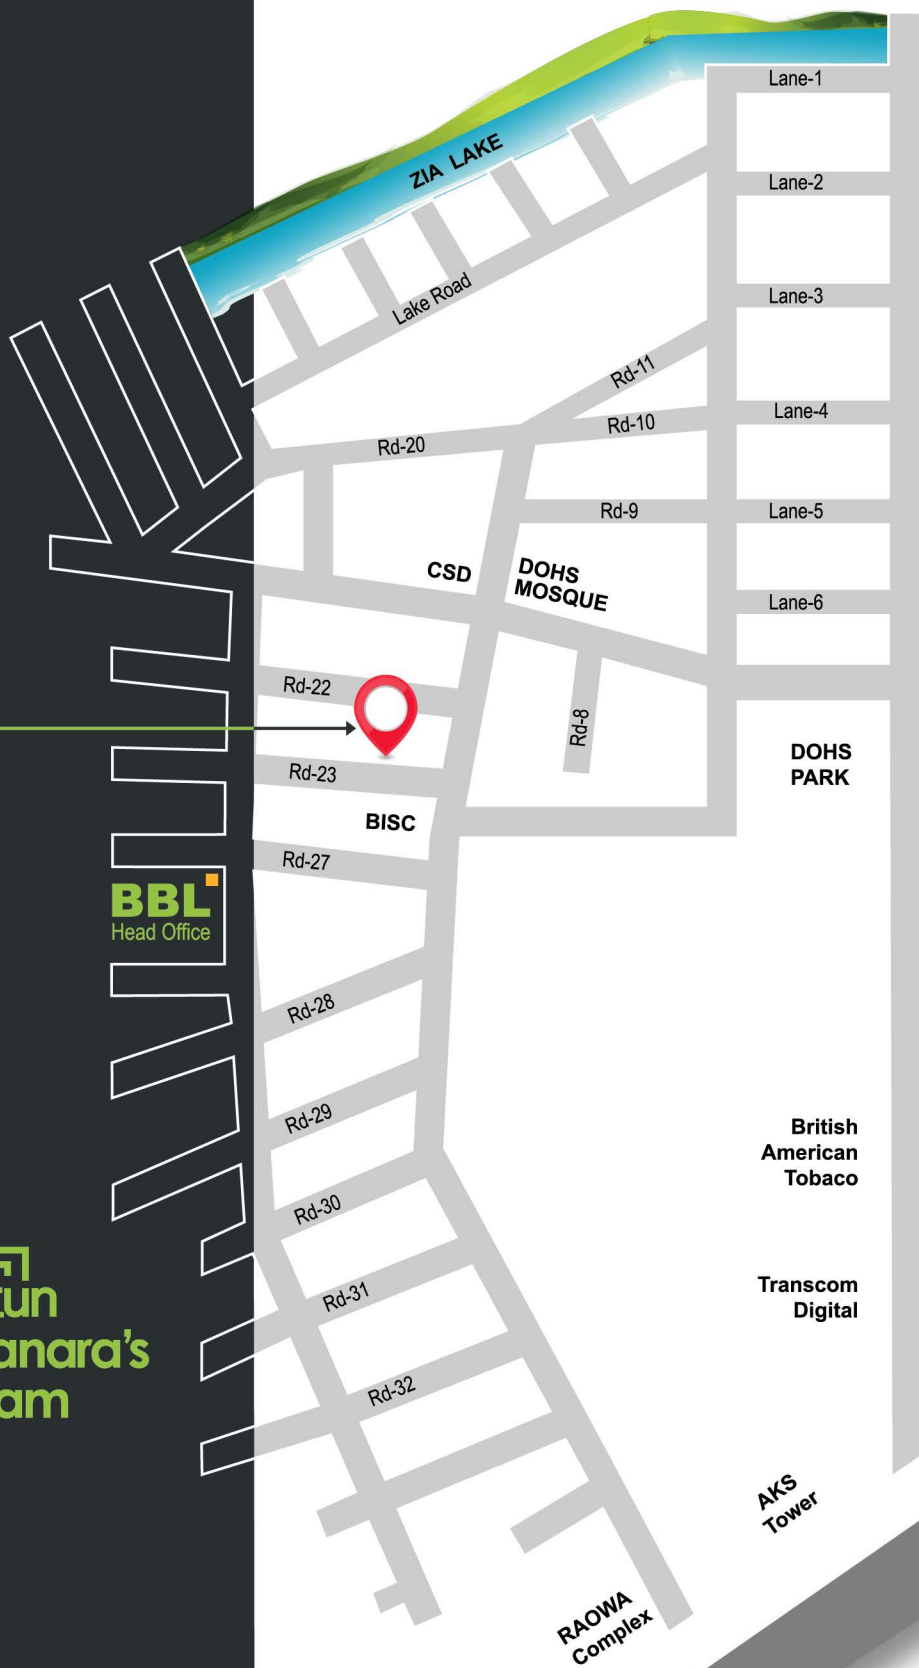 Lane-1
ZIA LAKE
Lane-2
Lake Road
Lane-3
Rd-11
Lane-4
Rd-10
Rd-20
Rd-9
Lane-5
CSD
DOHS
MOSQUE
Lane-6
Rd-22
Rd-8
DOHS
PARK
Rd-23
BISC
Rd-27
BBL
Head Office
Rd-28
Rd-29
British
American
Tobaco
Rd-30
Transcom
Digital
Rd-31
Rd-32
AKS
Tower
RAOWA
Complex